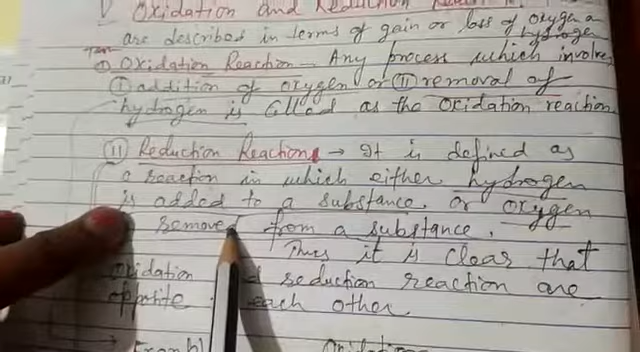 Oxidation and Reduction
are described in terms of gain or loss of oxygen
hydrogen
Oxidation Reaction - Any process which involve
(I) addition of oxygen or (II) removal of
hydrogen is called as the oxidation reaction
(II) Reduction Reaction → It is defined as
a reaction in which either hydrogen
is added to a substance, or oxygen
removed from a substance.
Thus it is clear that
oxidation reduction reaction are
opposite each other